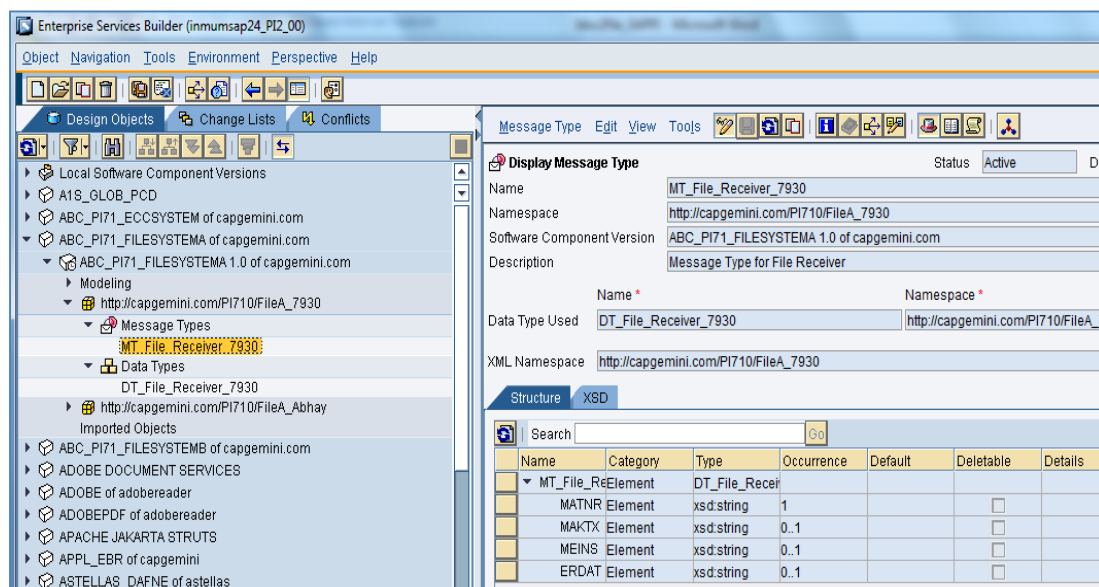 Enterprise Services Builder (inmumsap24_PI2_00)
Object Navigation Tools Environment Perspective Help
Design Objects Change Lists Conflicts
Local Software Component Versions
A1S_GLOB_PCD
ABC_PI71_ECCSYSTEM of capgemini.com
ABC_PI71_FILESYSTEMA of capgemini.com
ABC_PI71_FILESYSTEMA 1.0 of capgemini.com
Modeling
http://capgemini.com/PI710/FileA_7930
Message Types
MT_File_Receiver_7930
Data Types
DT_File_Receiver_7930
http://capgemini.com/PI710/FileA_Abhay
Imported Objects
ABC_PI71_FILESYSTEMB of capgemini.com
ADOBE DOCUMENT SERVICES
ADOBE of adobereader
ADOBEPDF of adobereader
APACHE JAKARTA STRUTS
APPL_EBR of capgemini
ASTELLAS_DAFNE of astellas
Message Type Edit View Tools
Display Message Type Status Active D
Name MT_File_Receiver_7930
Namespace http://capgemini.com/PI710/FileA_7930
Software Component Version ABC_PI71_FILESYSTEMA 1.0 of capgemini.com
Description Message Type for File Receiver
Name * Namespace *
Data Type Used DT_File_Receiver_7930 http://capgemini.com/PI710/FileA_
XML Namespace http://capgemini.com/PI710/FileA_7930
Structure XSD
Search Go
Name Category Type Occurrence Default Deletable Details
MT_File_Re Element DT_File_Recei
MATNR Element xsd:string 1
MAKTX Element xsd:string 0..1
MEINS Element xsd:string 0..1
ERDAT Element xsd:string 0..1